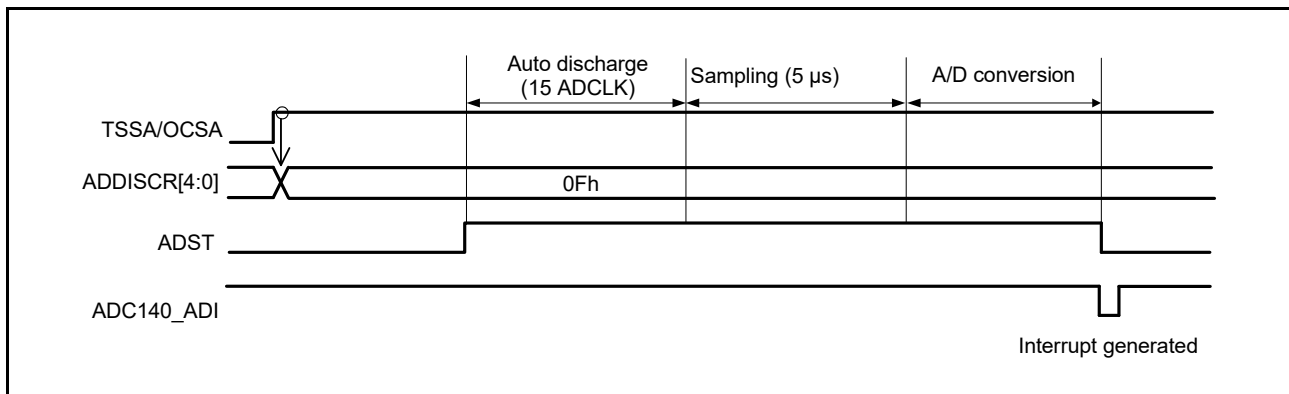 Auto discharge
(15 ADCLK)
Sampling (5 µs)
A/D conversion
TSSA/OCSA
ADDISCR[4:0]
0Fh
ADST
ADC140_ADI
Interrupt generated